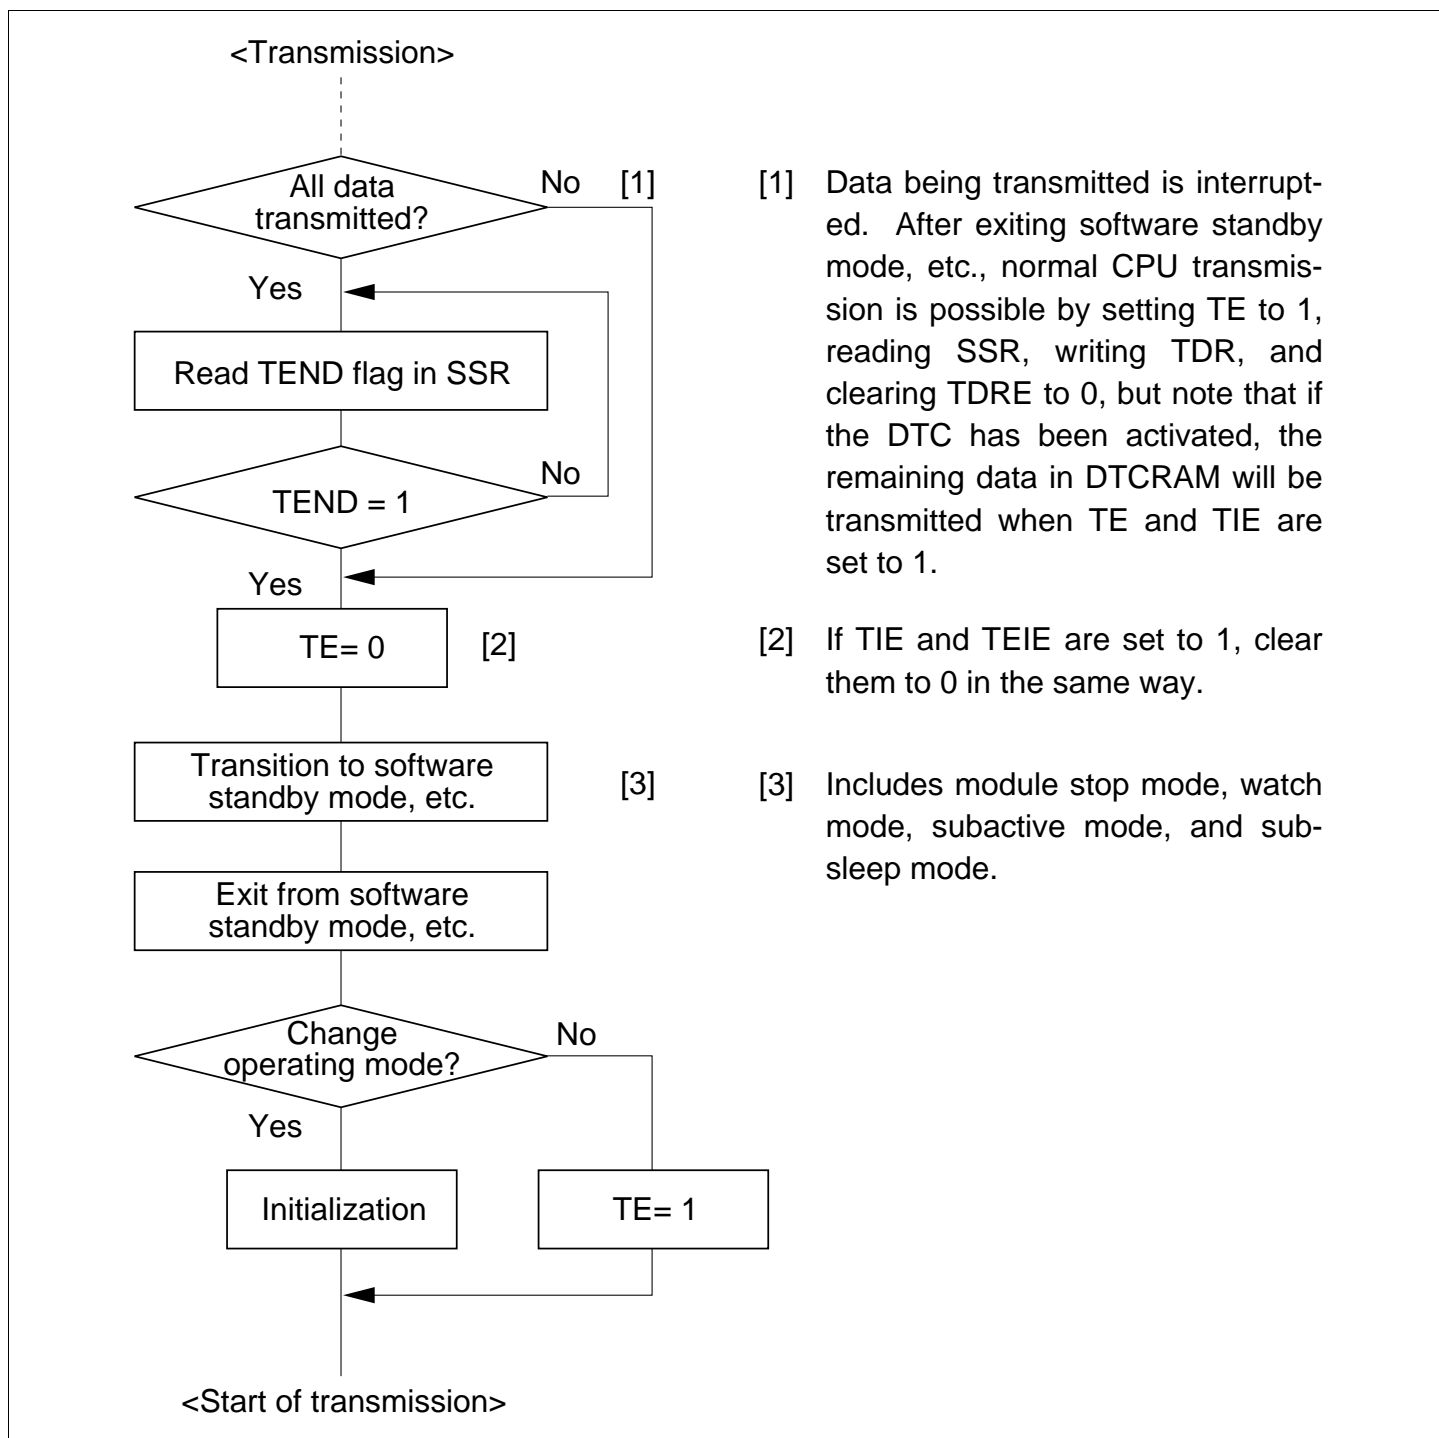 <Transmission>
All data
transmitted?
No [1]
Yes
Read TEND flag in SSR
TEND = 1
No
Yes
TE= 0
[2]
Transition to software
standby mode, etc.
[3]
Exit from software
standby mode, etc.
Change
operating mode?
No
Yes
Initialization
TE= 1
<Start of transmission>
[1] Data being transmitted is interrupt-
ed. After exiting software standby
mode, etc., normal CPU transmis-
sion is possible by setting TE to 1,
reading SSR, writing TDR, and
clearing TDRE to 0, but note that if
the DTC has been activated, the
remaining data in DTCRAM will be
transmitted when TE and TIE are
set to 1.
[2] If TIE and TEIE are set to 1, clear
them to 0 in the same way.
[3] Includes module stop mode, watch
mode, subactive mode, and sub-
sleep mode.